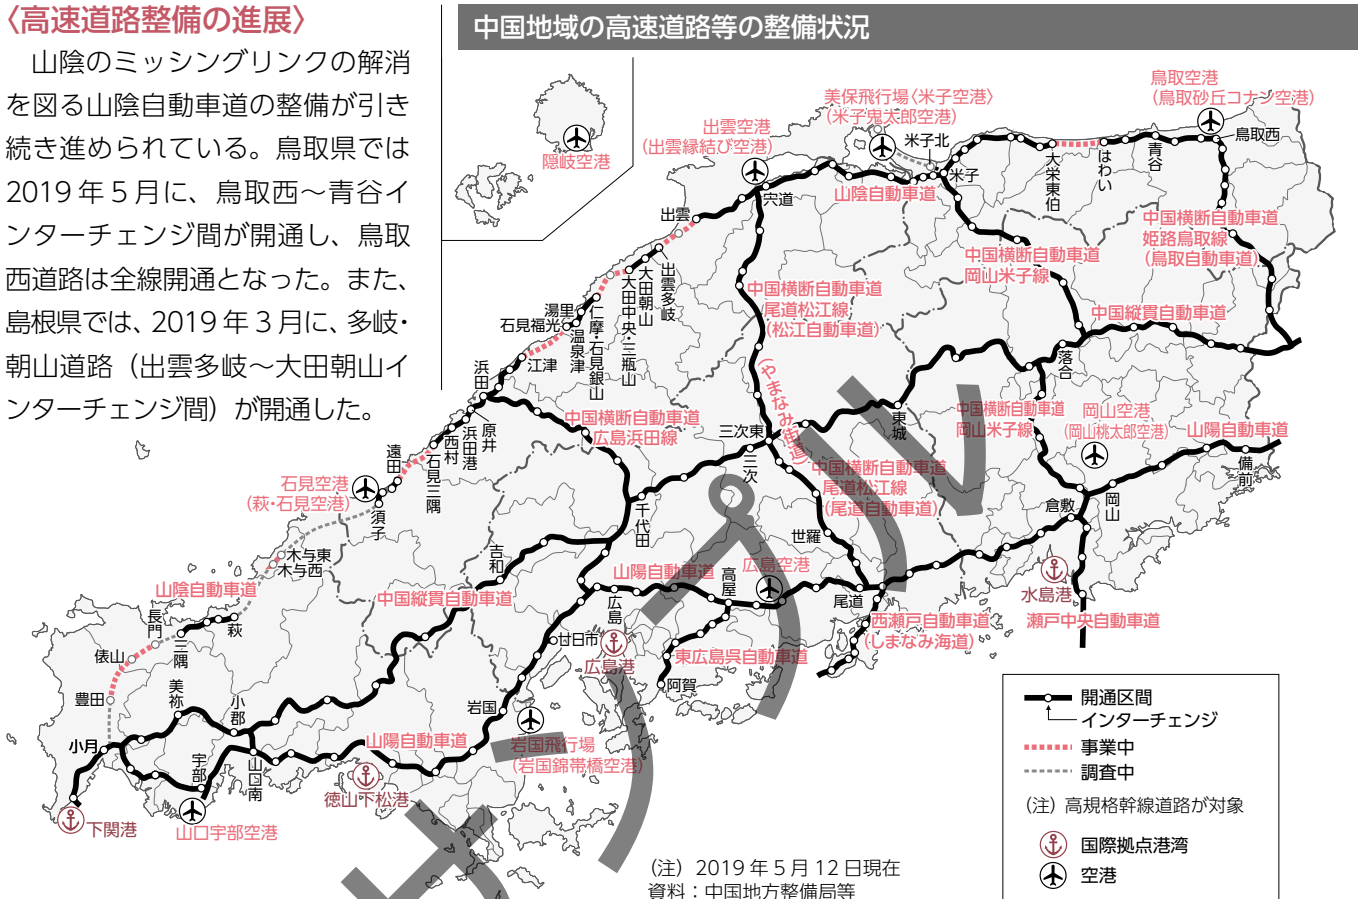 〈高速道路整備の進展〉
山陰のミッシングリンクの解消
を図る山陰自動車道の整備が引き
続き進められている。鳥取県では
2019年5月に、鳥取西〜青谷イ
ンターチェンジ間が開通し、鳥取
西道路は全線開通となった。また、
島根県では、2019年3月に、多岐・
朝山道路（出雲多岐〜大田朝山イ
ンターチェンジ間）が開通した。
中国地域の高速道路等の整備状況
鳥取空港
（鳥取砂丘コナン空港）
美保飛行場〈米子空港〉
（米子鬼太郎空港）
出雲空港
（出雲縁結び空港）
隠岐空港
米子北
米子
大栄東伯
はわい
青谷
鳥取西
宍道
山陰自動車道
出雲
中国横断自動車道
姫路鳥取線
（鳥取自動車道）
中国横断自動車道
岡山米子線
中国横断自動車道
尾道松江線
（松江自動車道）
（やまなみ街道）
中国縦貫自動車道
出雲多岐
大田朝山
大田中央・三瓶山
仁摩・石見銀山
湯里
石見福光
温泉津
江津
浜田
落合
中国横断自動車道
広島浜田線
中国横断自動車道
岡山米子線
岡山空港
（岡山桃太郎空港）
山陽自動車道
東城
三次東
三次
原井
浜田港
西村
石見三隅
遠田
備前
中国横断自動車道
尾道松江線
（尾道自動車道）
石見空港
（萩・石見空港）
須子
千代田
倉敷
岡山
世羅
吉和
木与東
木与西
山陰自動車道
中国縦貫自動車道
山陽自動車道
高屋
広島空港
尾道
水島港
瀬戸中央自動車道
西瀬戸自動車道
（しまなみ海道）
広島
廿日市
広島港
東広島呉自動車道
阿賀
長門
萩
三隅
俵山
豊田
美祢
小郡
岩国
小月
宇部
山口南
山陽自動車道
岩国飛行場
（岩国錦帯橋空港）
徳山下松港
下関港
山口宇部空港
開通区間
インターチェンジ
事業中
調査中
（注）高規格幹線道路が対象
国際拠点港湾
空港
（注）2019年5月12日現在
資料：中国地方整備局等
サンプル